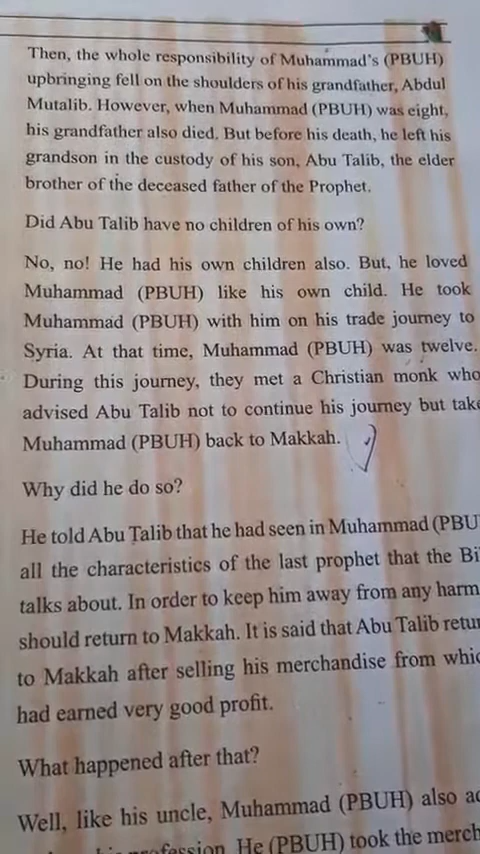 Then, the whole responsibility of Muhammad's (PBUH)
upbringing fell on the shoulders of his grandfather, Abdul
Mutalib. However, when Muhammad (PBUH) was eight,
his grandfather also died. But before his death, he left his
grandson in the custody of his son, Abu Talib, the elder
brother of the deceased father of the Prophet.
Did Abu Talib have no children of his own?
No, no! He had his own children also. But, he loved
Muhammad (PBUH) like his own child. He took
Muhammad (PBUH) with him on his trade journey to
Syria. At that time, Muhammad (PBUH) was twelve.
During this journey, they met a Christian monk who
advised Abu Talib not to continue his journey but take
Muhammad (PBUH) back to Makkah.
Why did he do so?
He told Abu Talib that he had seen in Muhammad (PBU
all the characteristics of the last prophet that the Bi
talks about. In order to keep him away from any harm
should return to Makkah. It is said that Abu Talib retu
to Makkah after selling his merchandise from whic
had earned very good profit.
What happened after that?
Well, like his uncle, Muhammad (PBUH) also a
profession. He (PBUH) took the merch